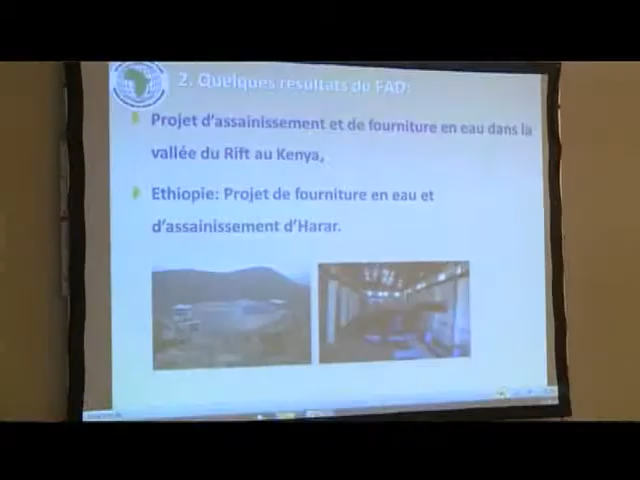 2. Quelques résultats du FAD:
Projet d'assainissement et de fourniture en eau dans la
vallée du Rift au Kenya,
Ethiopie: Projet de fourniture en eau et
d'assainissement d'Harar.